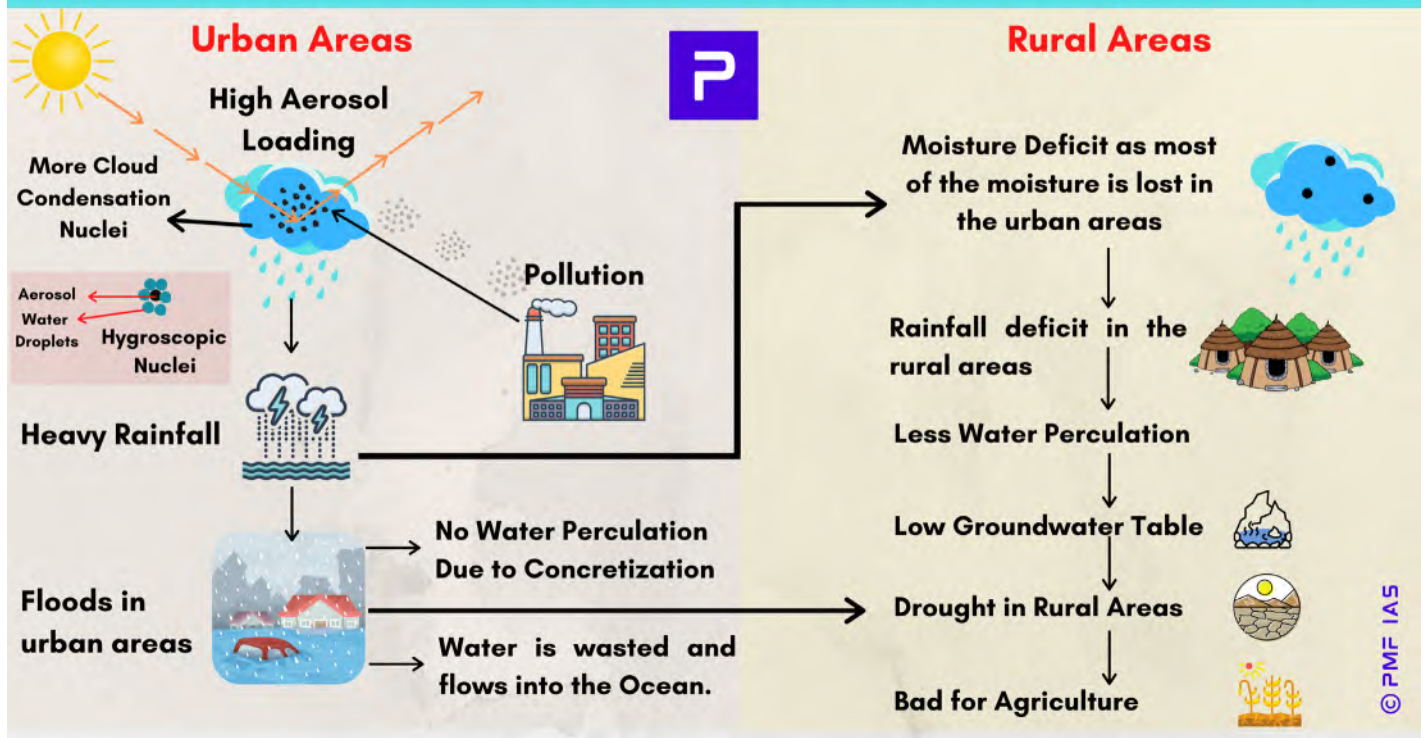 Urban Areas
High Aerosol
Loading
More Cloud
Condensation
Nuclei
Aerosol
Water
Droplets
Hygroscopic
Nuclei
Pollution
Heavy Rainfall
No Water Perculation
Due to Concretization
Floods in
urban areas
Water is wasted and
flows into the Ocean.
P
Rural Areas
Moisture Deficit as most
of the moisture is lost in
the urban areas
Rainfall deficit in the
rural areas
Less Water Perculation
Low Groundwater Table
Drought in Rural Areas
Bad for Agriculture
© PMF IAS